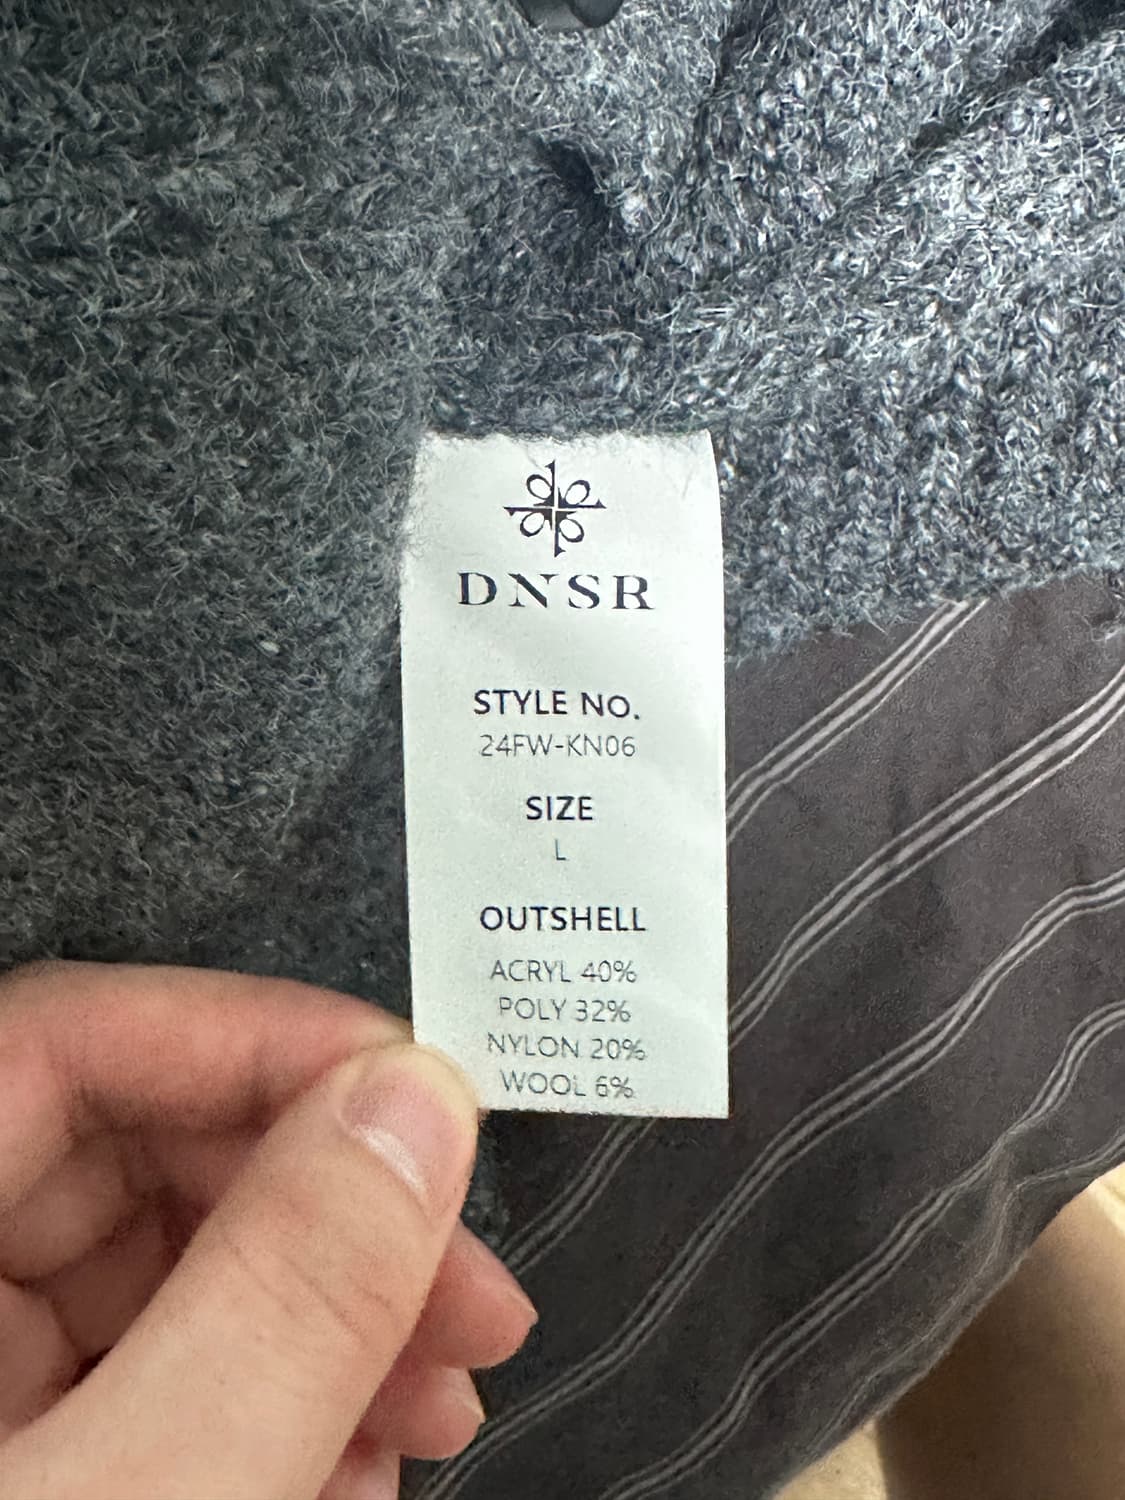 DNSR
STYLE NO.
24FW-KN06
SIZE
L
OUTSHELL
ACRYL 40%
POLY 32%
NYLON 20%
WOOL 6%